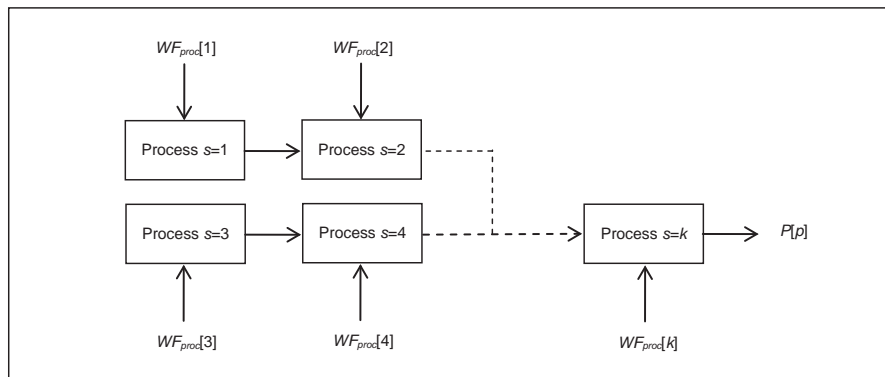 WFproc[1]
WFproc[2]
Process s=1
Process s=2
Process s=3
Process s=4
Process s=k
P[p]
WFproc[3]
WFproc[4]
WFproc[k]